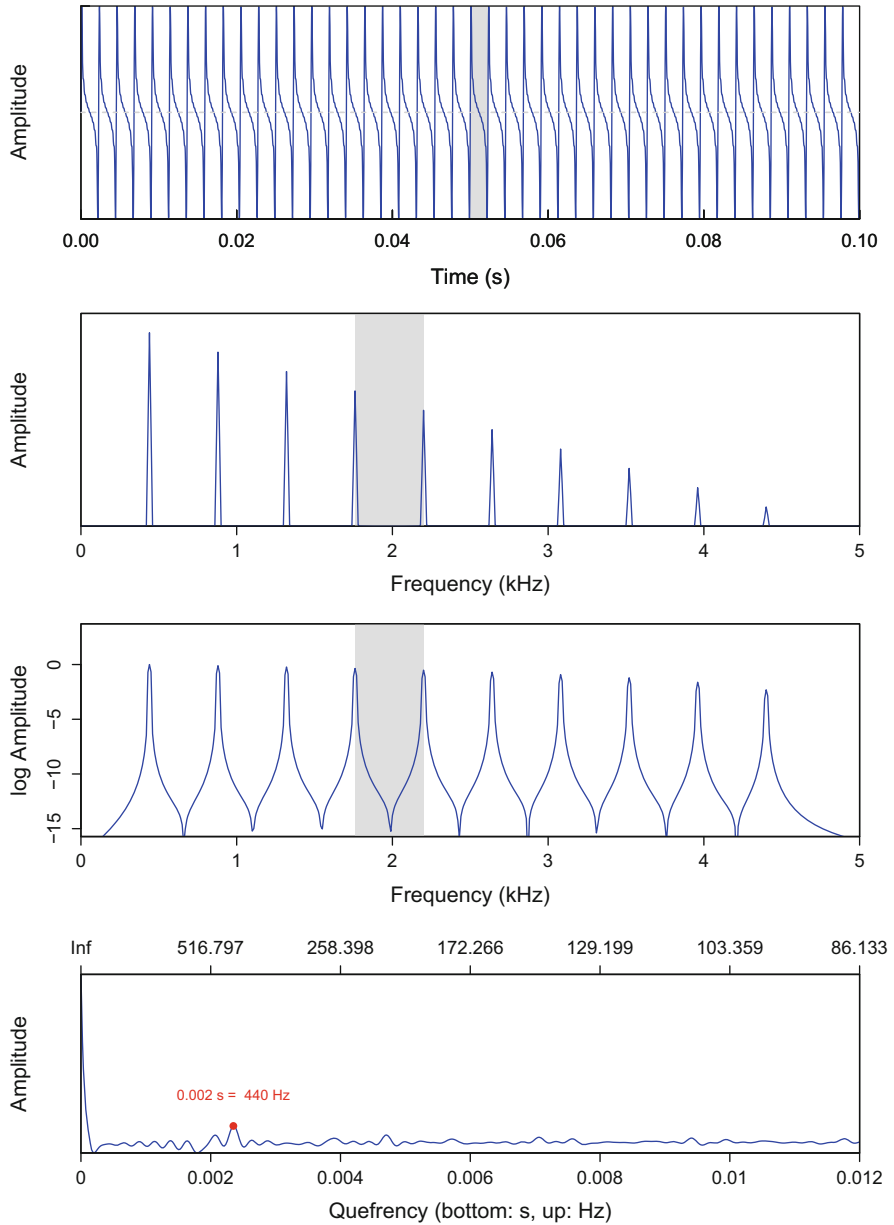 Amplitude
0.00 0.02 0.04 0.06 0.08 0.10
Time (s)
Amplitude
0 1 2 3 4 5
Frequency (kHz)
log Amplitude
0
−5
−10
−15
0 1 2 3 4 5
Frequency (kHz)
Inf 516.797 258.398 172.266 129.199 103.359 86.133
Amplitude
0.002 s = 440 Hz
0 0.002 0.004 0.006 0.008 0.01 0.012
Quefrency (bottom: s, up: Hz)